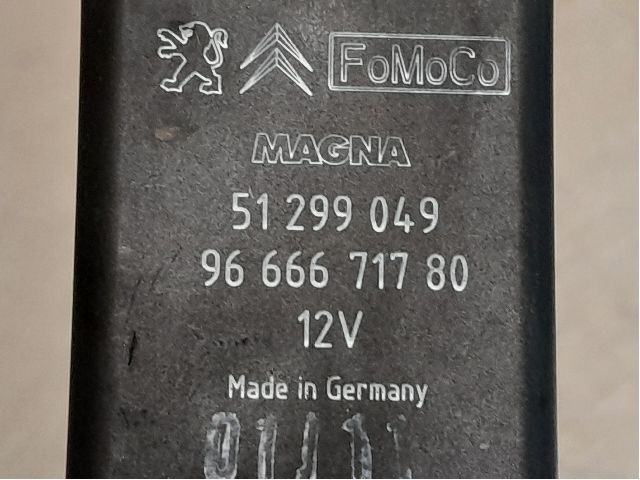 FoMoCo
MAGNA
51 299 049
96 666 717 80
12V
Made in Germany